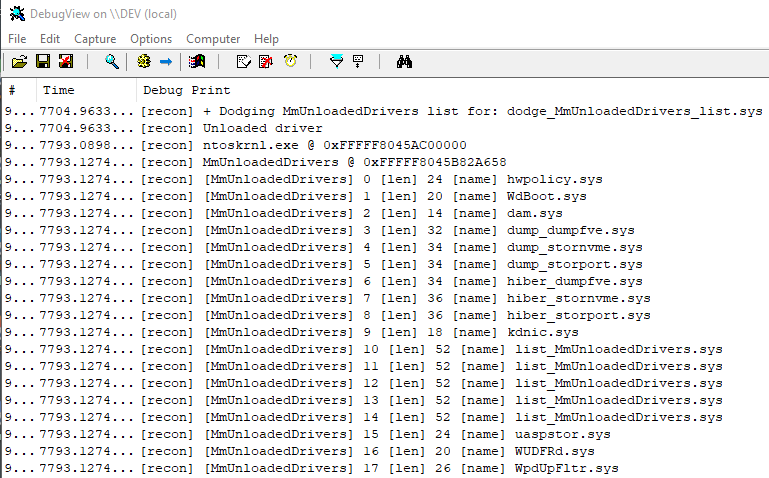 DebugView on \\DEV (local)
File Edit Capture Options Computer Help
# Time Debug Print
9... 7704.9633... [recon] + Dodging MmUnloadedDrivers list for: dodge_MmUnloadedDrivers_list.sys
9... 7704.9633... [recon] Unloaded driver
9... 7793.0898... [recon] ntoskrnl.exe @ 0xFFFFF8045AC00000
9... 7793.1274... [recon] MmUnloadedDrivers @ 0xFFFFF8045B82A658
9... 7793.1274... [recon] [MmUnloadedDrivers] 0 [len] 24 [name] hwpolicy.sys
9... 7793.1274... [recon] [MmUnloadedDrivers] 1 [len] 20 [name] WdBoot.sys
9... 7793.1274... [recon] [MmUnloadedDrivers] 2 [len] 14 [name] dam.sys
9... 7793.1274... [recon] [MmUnloadedDrivers] 3 [len] 32 [name] dump_dumpfve.sys
9... 7793.1274... [recon] [MmUnloadedDrivers] 4 [len] 34 [name] dump_stornvme.sys
9... 7793.1274... [recon] [MmUnloadedDrivers] 5 [len] 34 [name] dump_storport.sys
9... 7793.1274... [recon] [MmUnloadedDrivers] 6 [len] 34 [name] hiber_dumpfve.sys
9... 7793.1274... [recon] [MmUnloadedDrivers] 7 [len] 36 [name] hiber_stornvme.sys
9... 7793.1274... [recon] [MmUnloadedDrivers] 8 [len] 36 [name] hiber_storport.sys
9... 7793.1274... [recon] [MmUnloadedDrivers] 9 [len] 18 [name] kdnic.sys
9... 7793.1274... [recon] [MmUnloadedDrivers] 10 [len] 52 [name] list_MmUnloadedDrivers.sys
9... 7793.1274... [recon] [MmUnloadedDrivers] 11 [len] 52 [name] list_MmUnloadedDrivers.sys
9... 7793.1274... [recon] [MmUnloadedDrivers] 12 [len] 52 [name] list_MmUnloadedDrivers.sys
9... 7793.1274... [recon] [MmUnloadedDrivers] 13 [len] 52 [name] list_MmUnloadedDrivers.sys
9... 7793.1274... [recon] [MmUnloadedDrivers] 14 [len] 52 [name] list_MmUnloadedDrivers.sys
9... 7793.1274... [recon] [MmUnloadedDrivers] 15 [len] 24 [name] uaspstor.sys
9... 7793.1274... [recon] [MmUnloadedDrivers] 16 [len] 20 [name] WUDFRd.sys
9... 7793.1274... [recon] [MmUnloadedDrivers] 17 [len] 26 [name] WpdUpFltr.sys